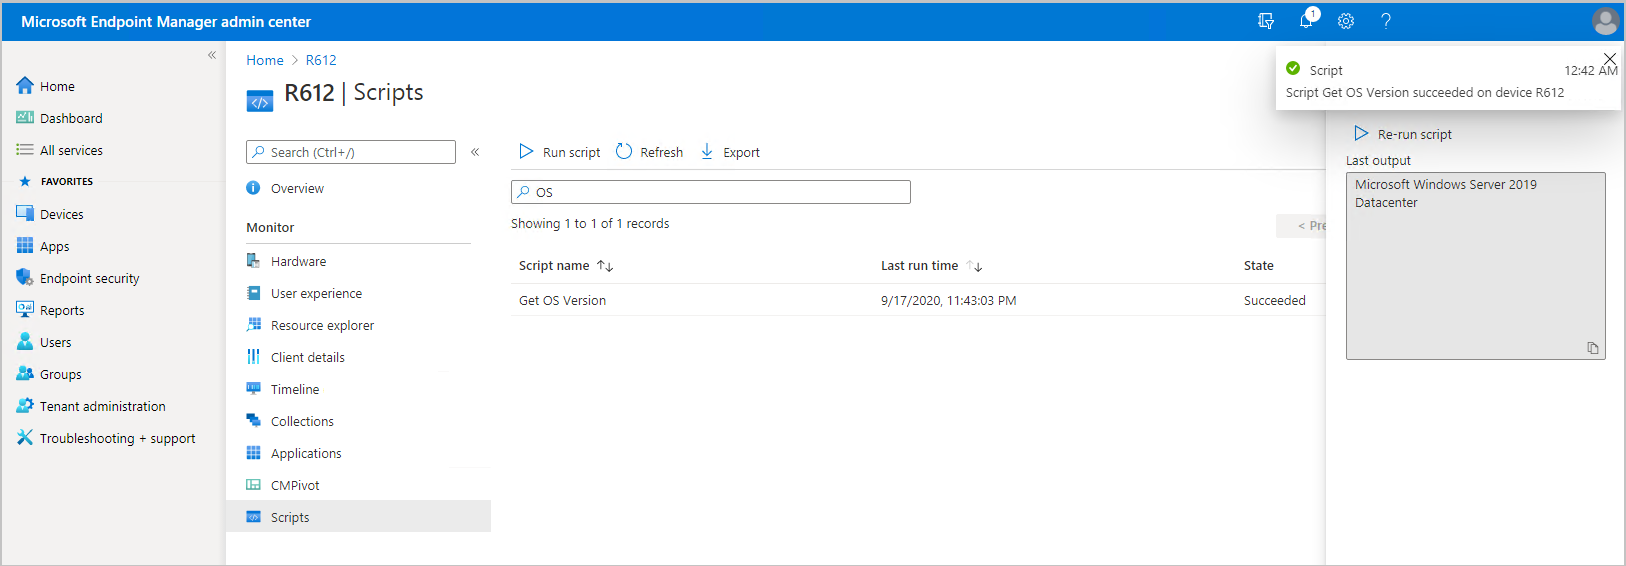 Microsoft Endpoint Manager admin center
1
«
Home
Dashboard
All services
FAVORITES
Devices
Apps
Endpoint security
Reports
Users
Groups
Tenant administration
Troubleshooting + support
Home > R612
R612 | Scripts
Search (Ctrl+/)
«
Overview
Monitor
Hardware
User experience
Resource explorer
Client details
Timeline
Collections
Applications
CMPivot
Scripts
Run script
Refresh
Export
OS
Showing 1 to 1 of 1 records
< Pre
Script name
Last run time
State
Get OS Version
9/17/2020, 11:43:03 PM
Succeeded
Script
12:42 AM
Script Get OS Version succeeded on device R612
Re-run script
Last output
Microsoft Windows Server 2019
Datacenter